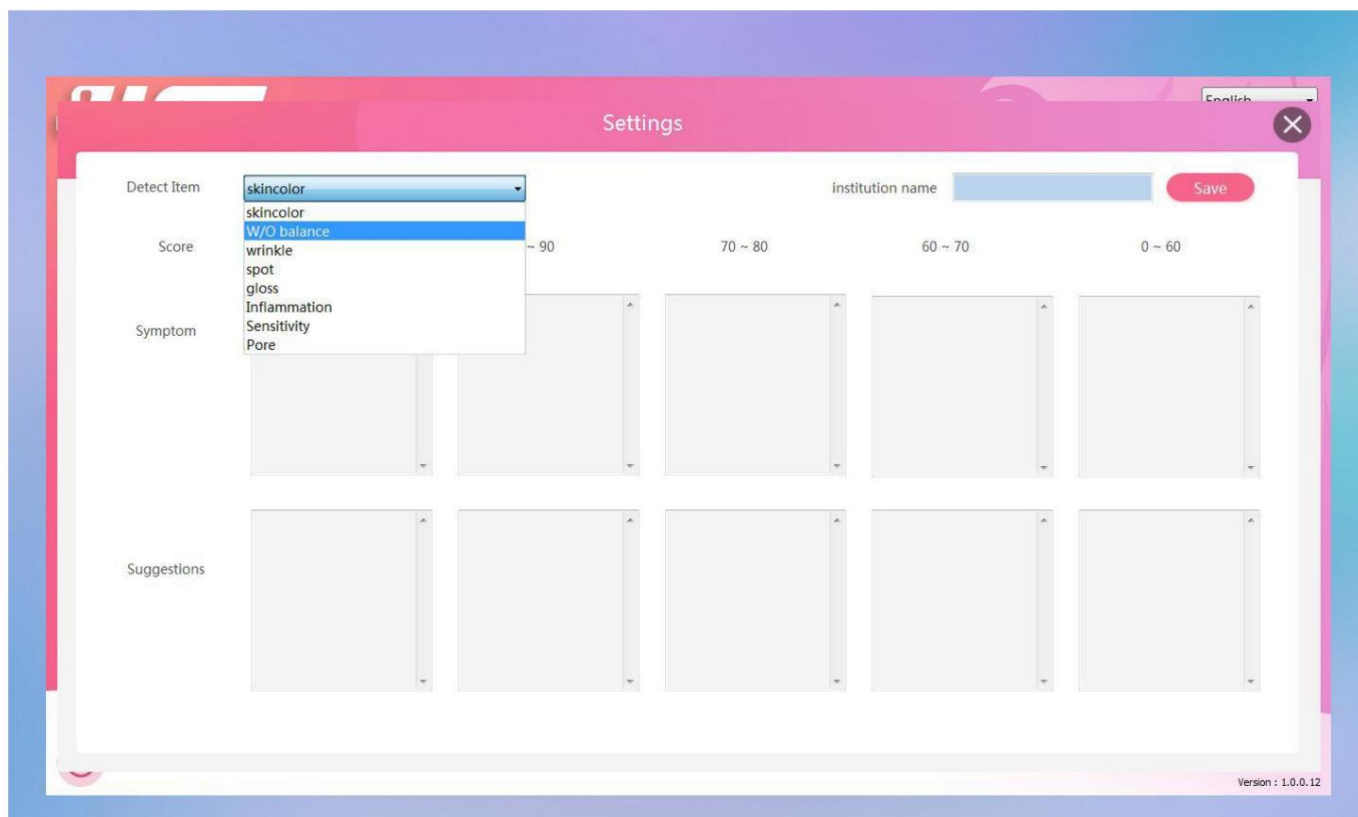 Settings
Detect Item
skincolor
institution name
Save
skincolor
W/O balance
wrinkle
spot
gloss
Inflammation
Sensitivity
Pore
Score
~ 90
70 ~ 80
60 ~ 70
0 ~ 60
Symptom
Suggestions
Version : 1.0.0.12